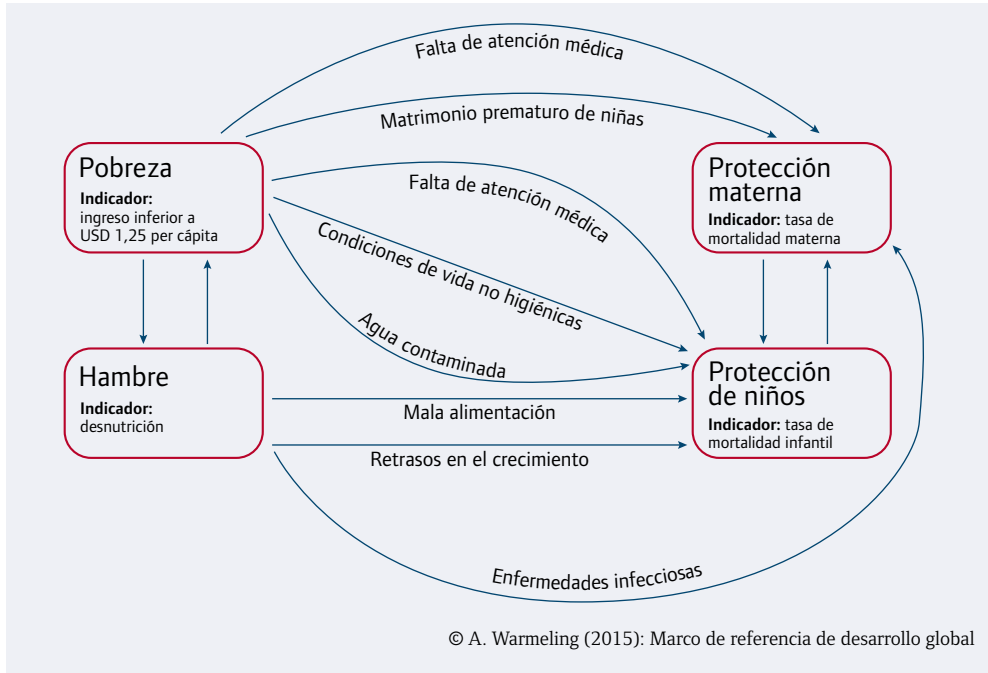 Falta de atención médica
Matrimonio prematuro de niñas
Pobreza
Indicador:
ingreso inferior a
USD 1,25 per cápita
Falta de atención médica
Condiciones de vida no higiénicas
Agua contaminada
Protección
materna
Indicador: tasa de
mortalidad materna
Hambre
Indicador:
desnutrición
Mala alimentación
Retrasos en el crecimiento
Protección
de niños
Indicador: tasa de
mortalidad infantil
Enfermedades infecciosas
© A. Warmeling (2015): Marco de referencia de desarrollo global